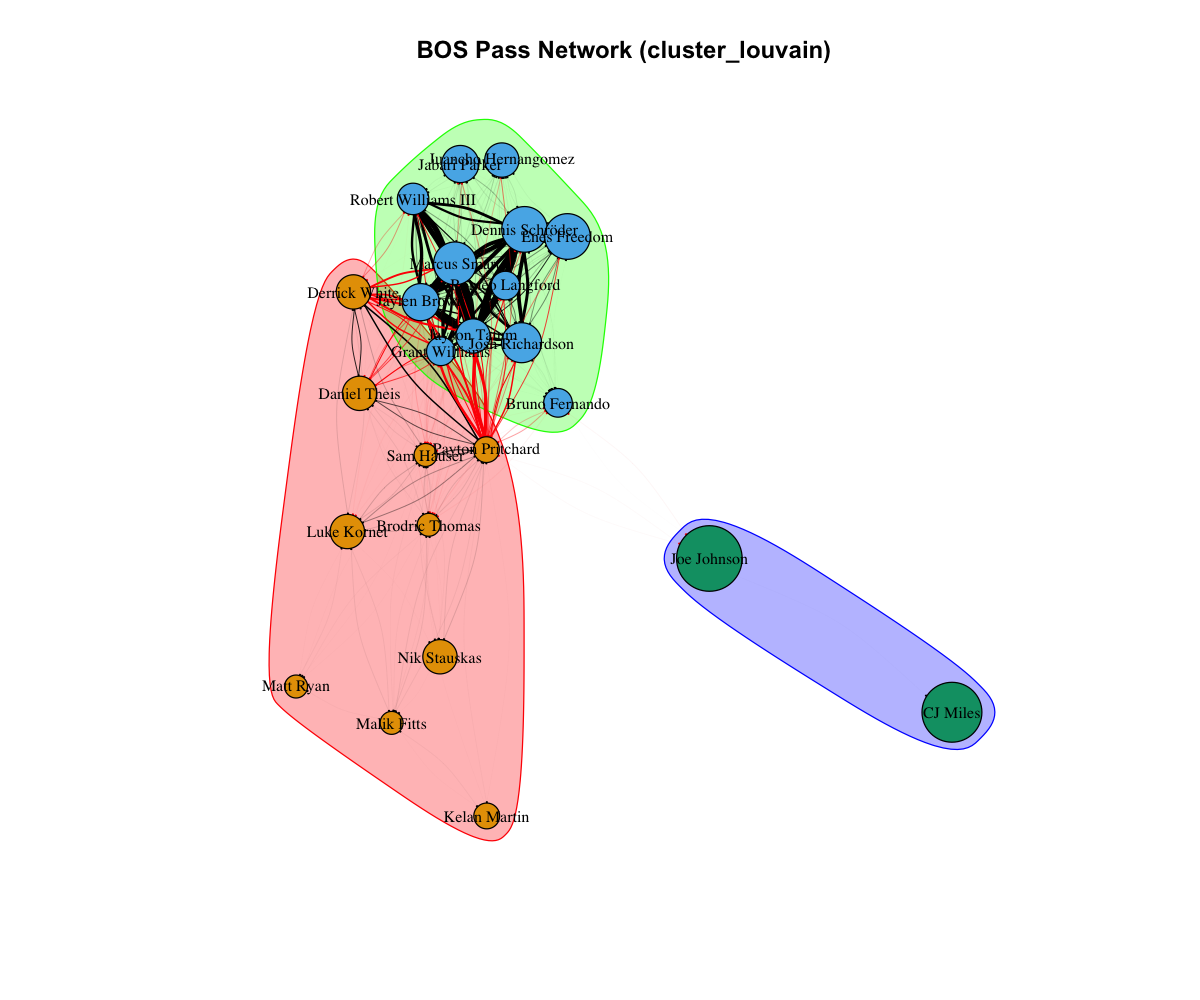 BOS Pass Network (cluster_louvain)
Juancho Hernangomez
Jabari Parker
Robert Williams III
Dennis Schröder
Enes Freedom
Marcus Smart
Romeo Langford
Derrick White
Jaylen Brown
Jayson Tatum
Josh Richardson
Grant Williams
Daniel Theis
Bruno Fernando
Payton Pritchard
Sam Hauser
Brodric Thomas
Luke Kornet
Joe Johnson
Nik Stauskas
Matt Ryan
CJ Miles
Malik Fitts
Kelan Martin